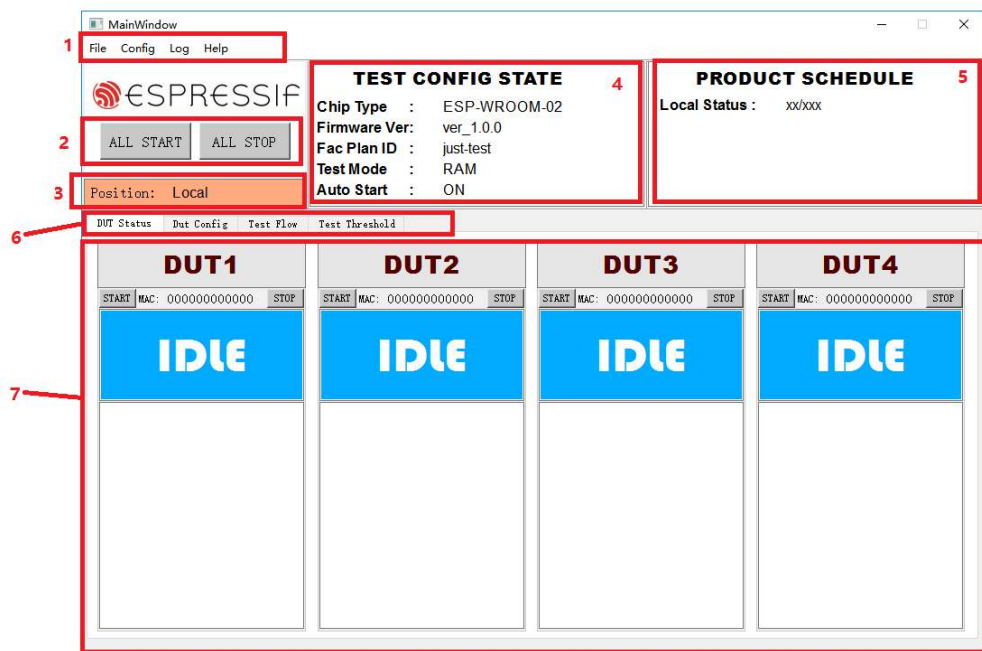 MainWindow
1
File Config Log Help
ESPRESSIF
2
ALL START ALL STOP
3
Position: Local
TEST CONFIG STATE
4
Chip Type : ESP-WROOM-02
Firmware Ver: ver_1.0.0
Fac Plan ID : just-test
Test Mode : RAM
Auto Start : ON
PRODUCT SCHEDULE
5
Local Status : xx/xxx
6
DUT Status Dut Config Test Flow Test Threshold
7
DUT1 DUT2 DUT3 DUT4
START MAC: 000000000000 STOP START MAC: 000000000000 STOP START MAC: 000000000000 STOP START MAC: 000000000000 STOP
IDLE IDLE IDLE IDLE